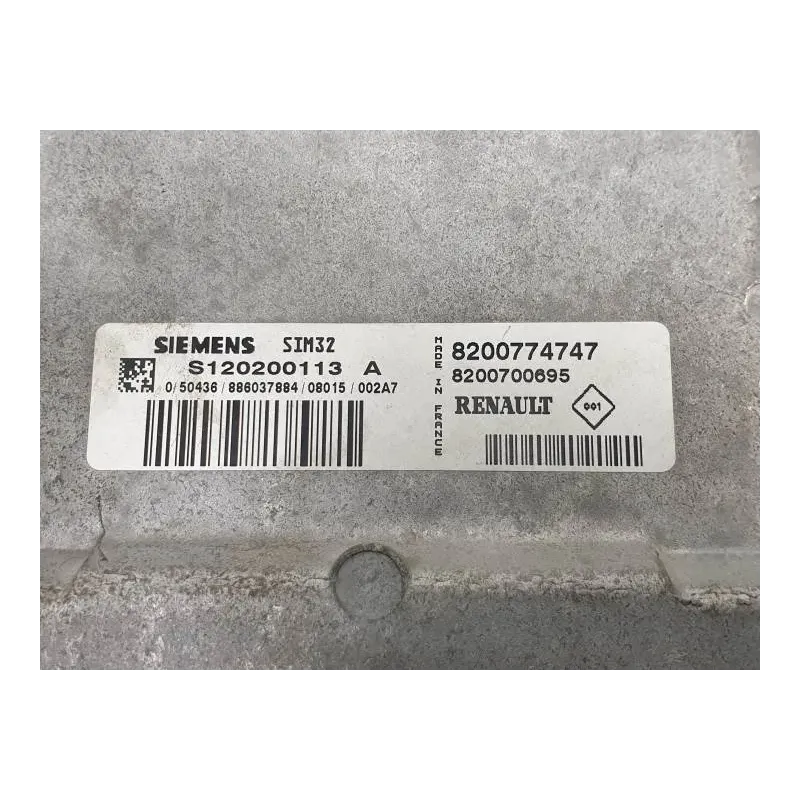 SIEMENS SIM32
S120200113 A
0/50436/886037884/08015/002A7
MADE IN FRANCE
8200774747
8200700695
RENAULT 001